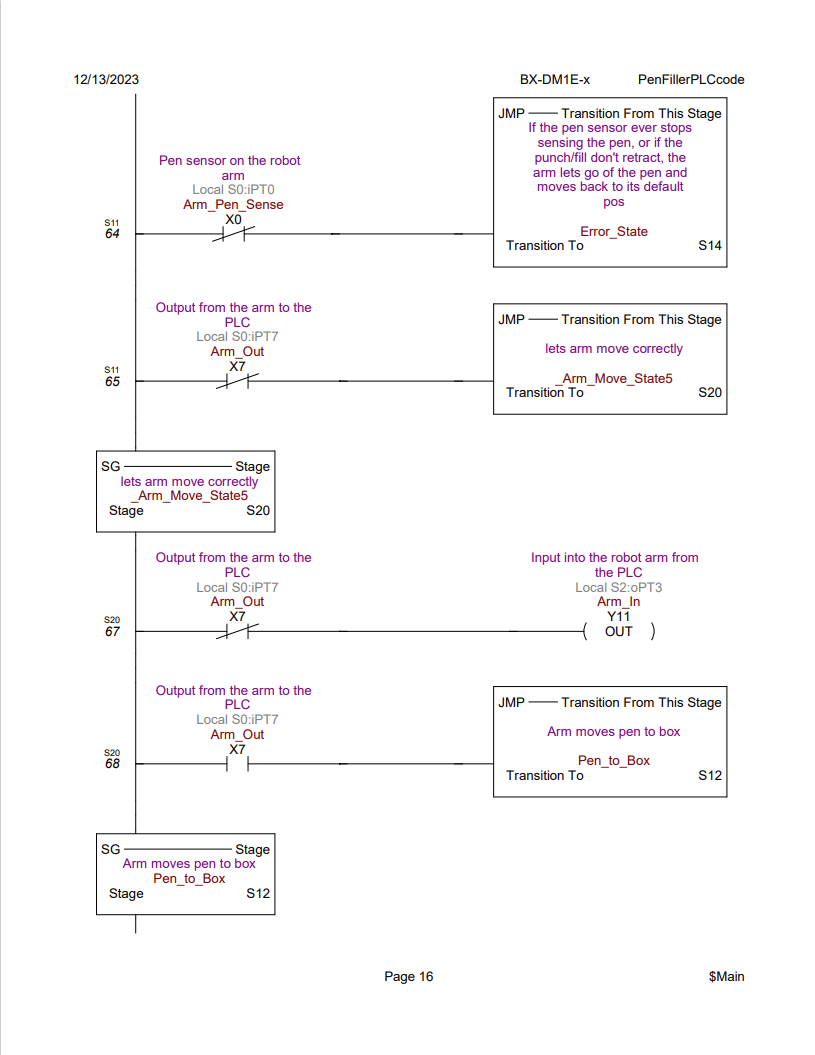 12/13/2023 BX-DM1E-x PenFillerPLCcode
JMP Transition From This Stage
If the pen sensor ever stops
sensing the pen, or if the
punch/fill don't retract, the
arm lets go of the pen and
moves back to its default
pos
Error_State
Transition To S14
Pen sensor on the robot
arm
Local S0:iPT0
Arm_Pen_Sense
X0
S11
64
Output from the arm to the
PLC
Local S0:iPT7
Arm_Out
X7
S11
65
JMP Transition From This Stage
lets arm move correctly
_Arm_Move_State5
Transition To S20
SG Stage
lets arm move correctly
_Arm_Move_State5
Stage S20
Output from the arm to the
PLC
Local S0:iPT7
Arm_Out
X7
S20
67
Input into the robot arm from
the PLC
Local S2:oPT3
Arm_In
Y11
OUT
Output from the arm to the
PLC
Local S0:iPT7
Arm_Out
X7
S20
68
JMP Transition From This Stage
Arm moves pen to box
Pen_to_Box
Transition To S12
SG Stage
Arm moves pen to box
Pen_to_Box
Stage S12
Page 16 $Main